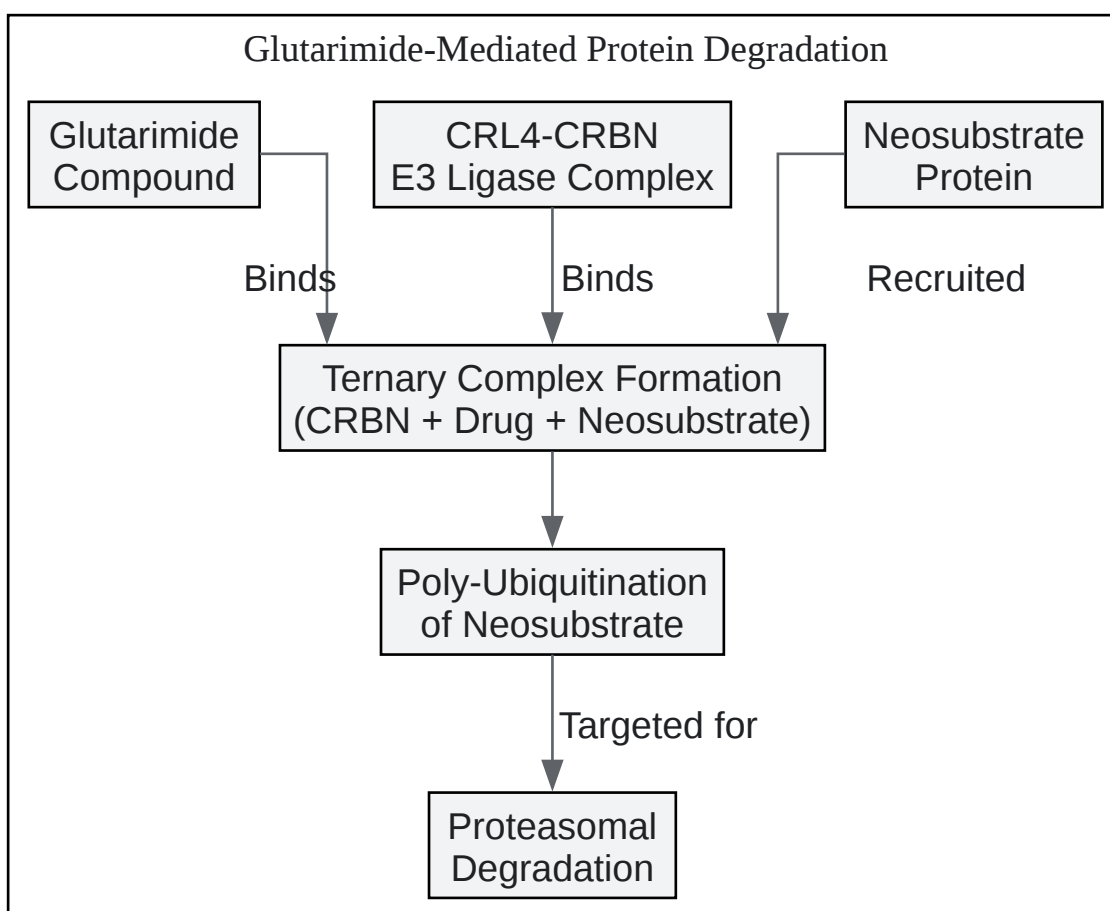 Glutarimide-Mediated Protein Degradation
Glutarimide
Compound
CRL4-CRBN
E3 Ligase Complex
Neosubstrate
Protein
Binds
Binds
Recruited
Ternary Complex Formation
(CRBN + Drug + Neosubstrate)
Poly-Ubiquitination
of Neosubstrate
Targeted for
Proteasomal
Degradation